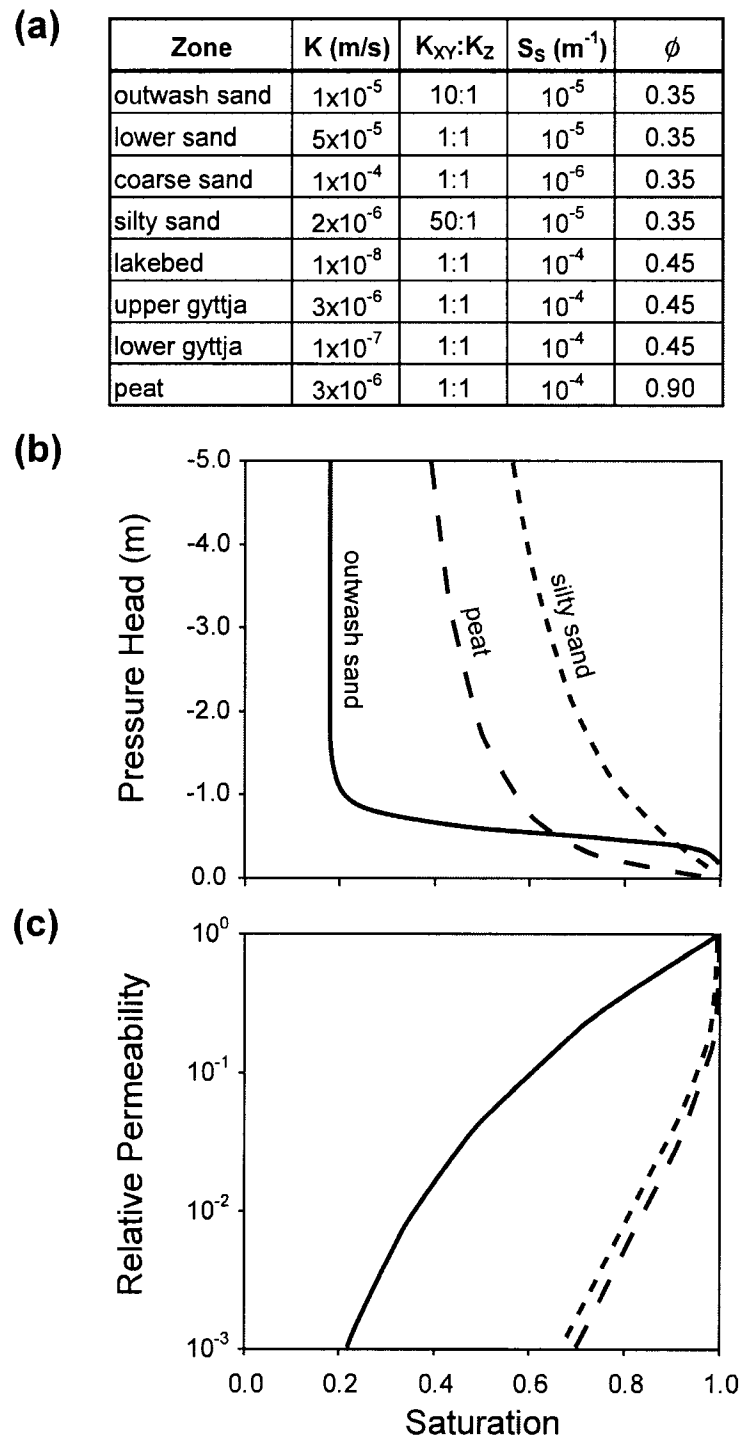 (a)
Zone K (m/s) K_XY:K_Z S_S (m⁻¹) ϕ
outwash sand 1x10⁻⁵ 10:1 10⁻⁵ 0.35
lower sand 5x10⁻⁵ 1:1 10⁻⁵ 0.35
coarse sand 1x10⁻⁴ 1:1 10⁻⁶ 0.35
silty sand 2x10⁻⁶ 50:1 10⁻⁵ 0.35
lakebed 1x10⁻⁸ 1:1 10⁻⁴ 0.45
upper gyttja 3x10⁻⁶ 1:1 10⁻⁴ 0.45
lower gyttja 1x10⁻⁷ 1:1 10⁻⁴ 0.45
peat 3x10⁻⁶ 1:1 10⁻⁴ 0.90
(b)
Pressure Head (m)
-5.0
-4.0
-3.0
-2.0
-1.0
0.0
outwash sand
peat
silty sand
(c)
Relative Permeability
10⁰
10⁻¹
10⁻²
10⁻³
0.0 0.2 0.4 0.6 0.8 1.0
Saturation